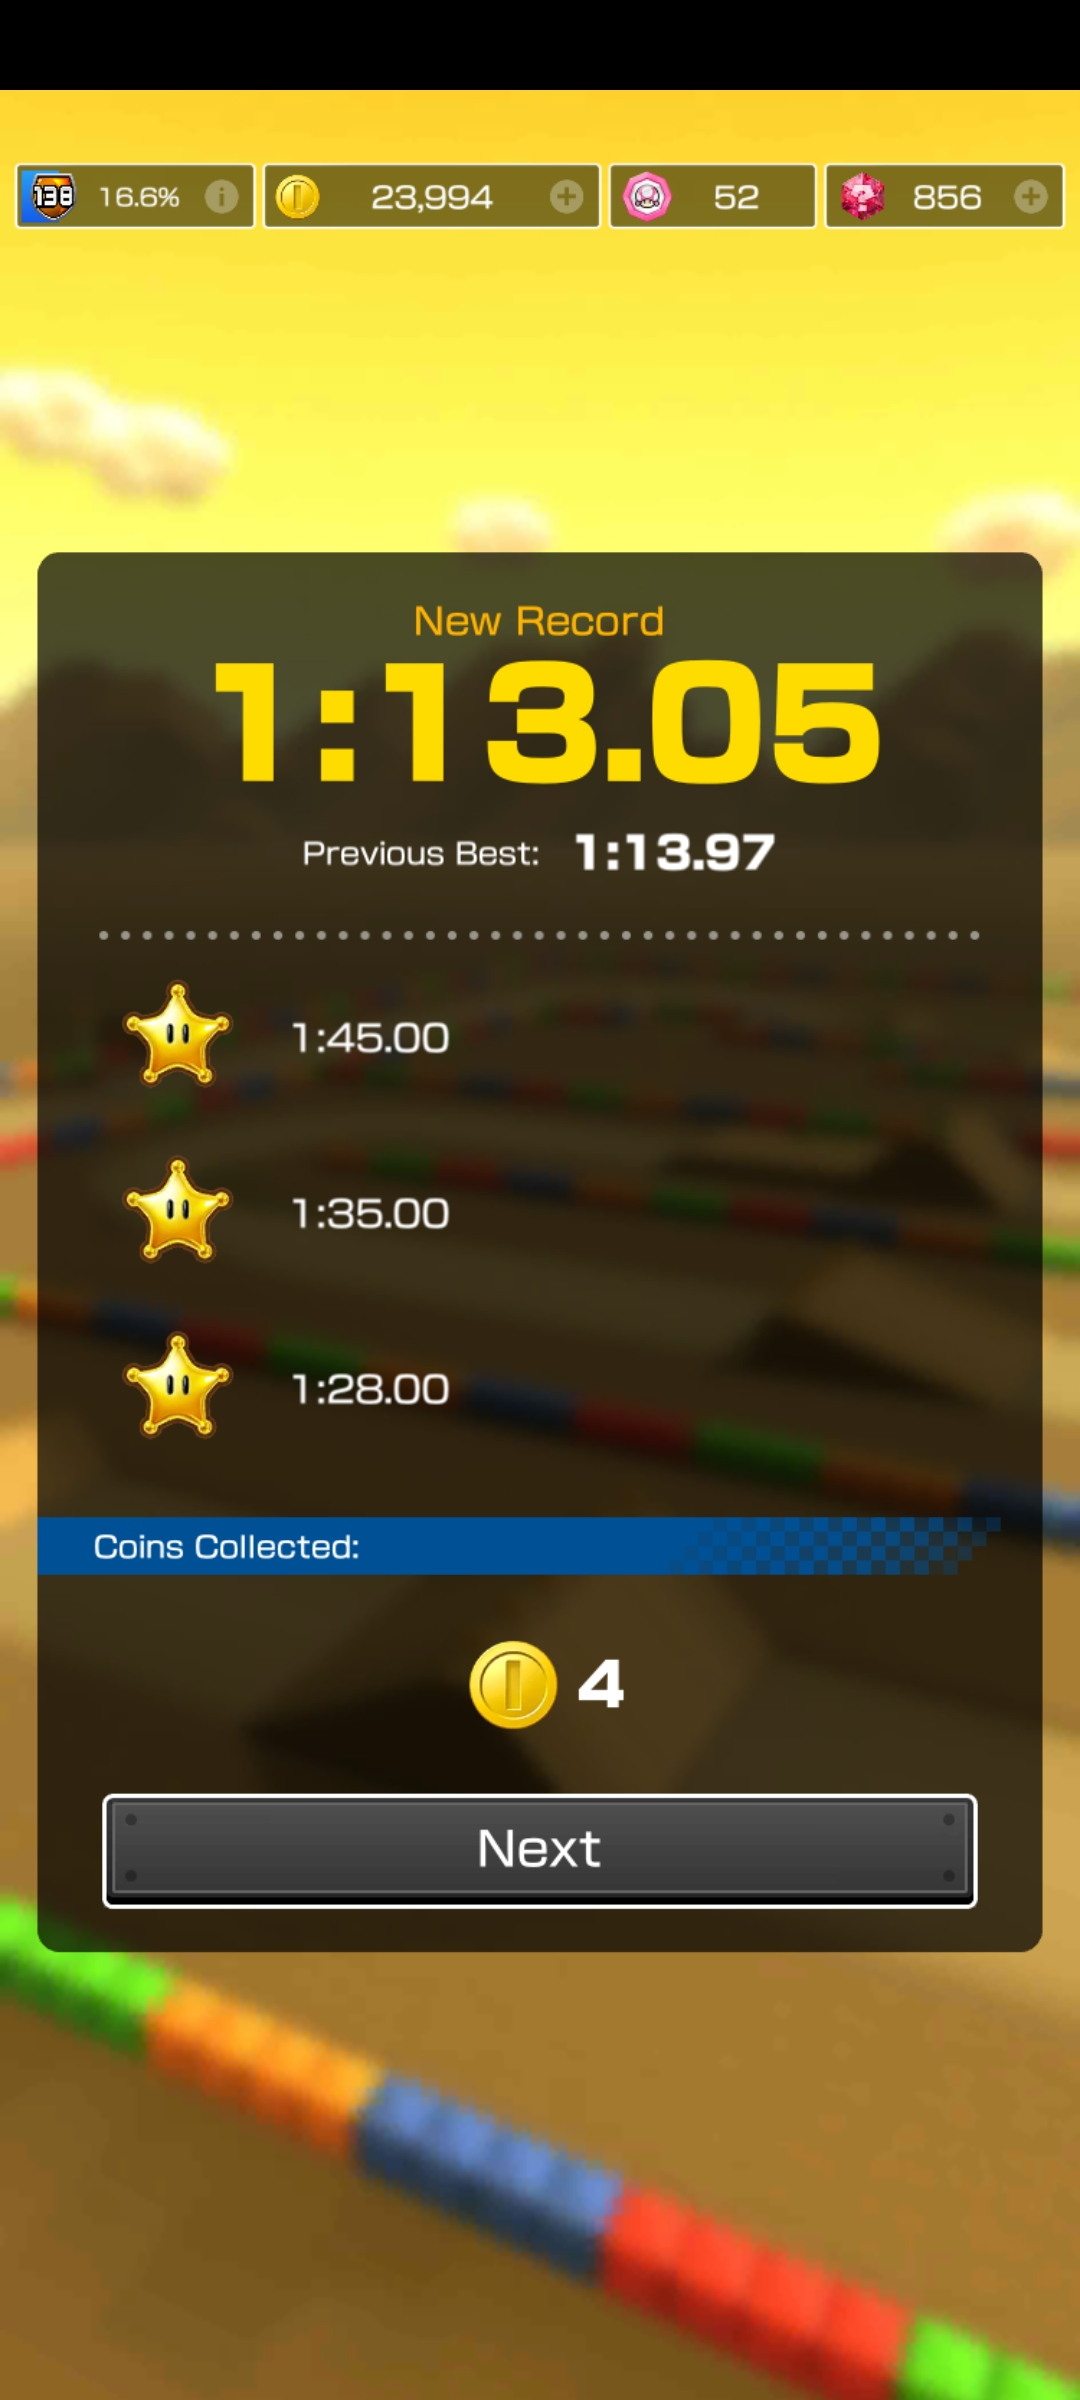 138 16.6% i 23,994 + 52 856 +
New Record
1:13.05
Previous Best: 1:13.97
1:45.00
1:35.00
1:28.00
Coins Collected:
4
Next